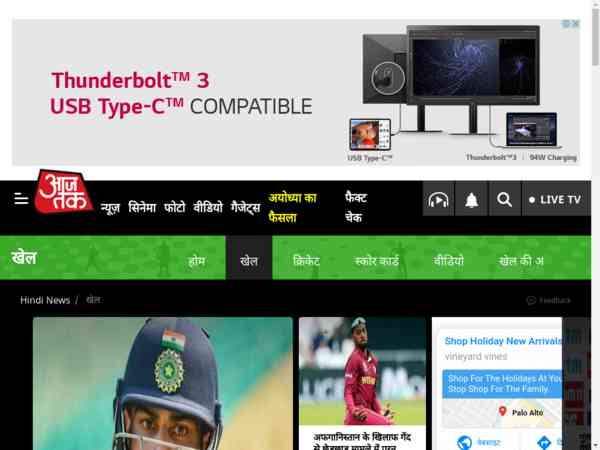 Thunderbolt™ 3
USB Type-C™ COMPATIBLE
USB Type-C™
Thunderbolt™3 | 94W Charging
आज तक
न्यूज़ सिनेमा फोटो वीडियो गैजेट्स अयोध्या का फैसला फैक्ट चेक
LIVE TV
खेल
होम खेल क्रिकेट स्कोर कार्ड वीडियो खेल की अ
Hindi News / खेल
Feedback
अफगानिस्तान के खिलाफ गेंद
Shop Holiday New Arrivals
vineyard vines
Shop For The Holidays At
Stop Shop For The Family.
Palo Alto
वेबसाइट